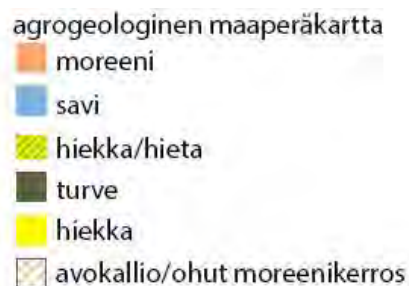 agrogeologinen maaperäkartta
moreeni
savi
hiekka/hieta
turve
hiekka
avokallio/ohut moreenikerros